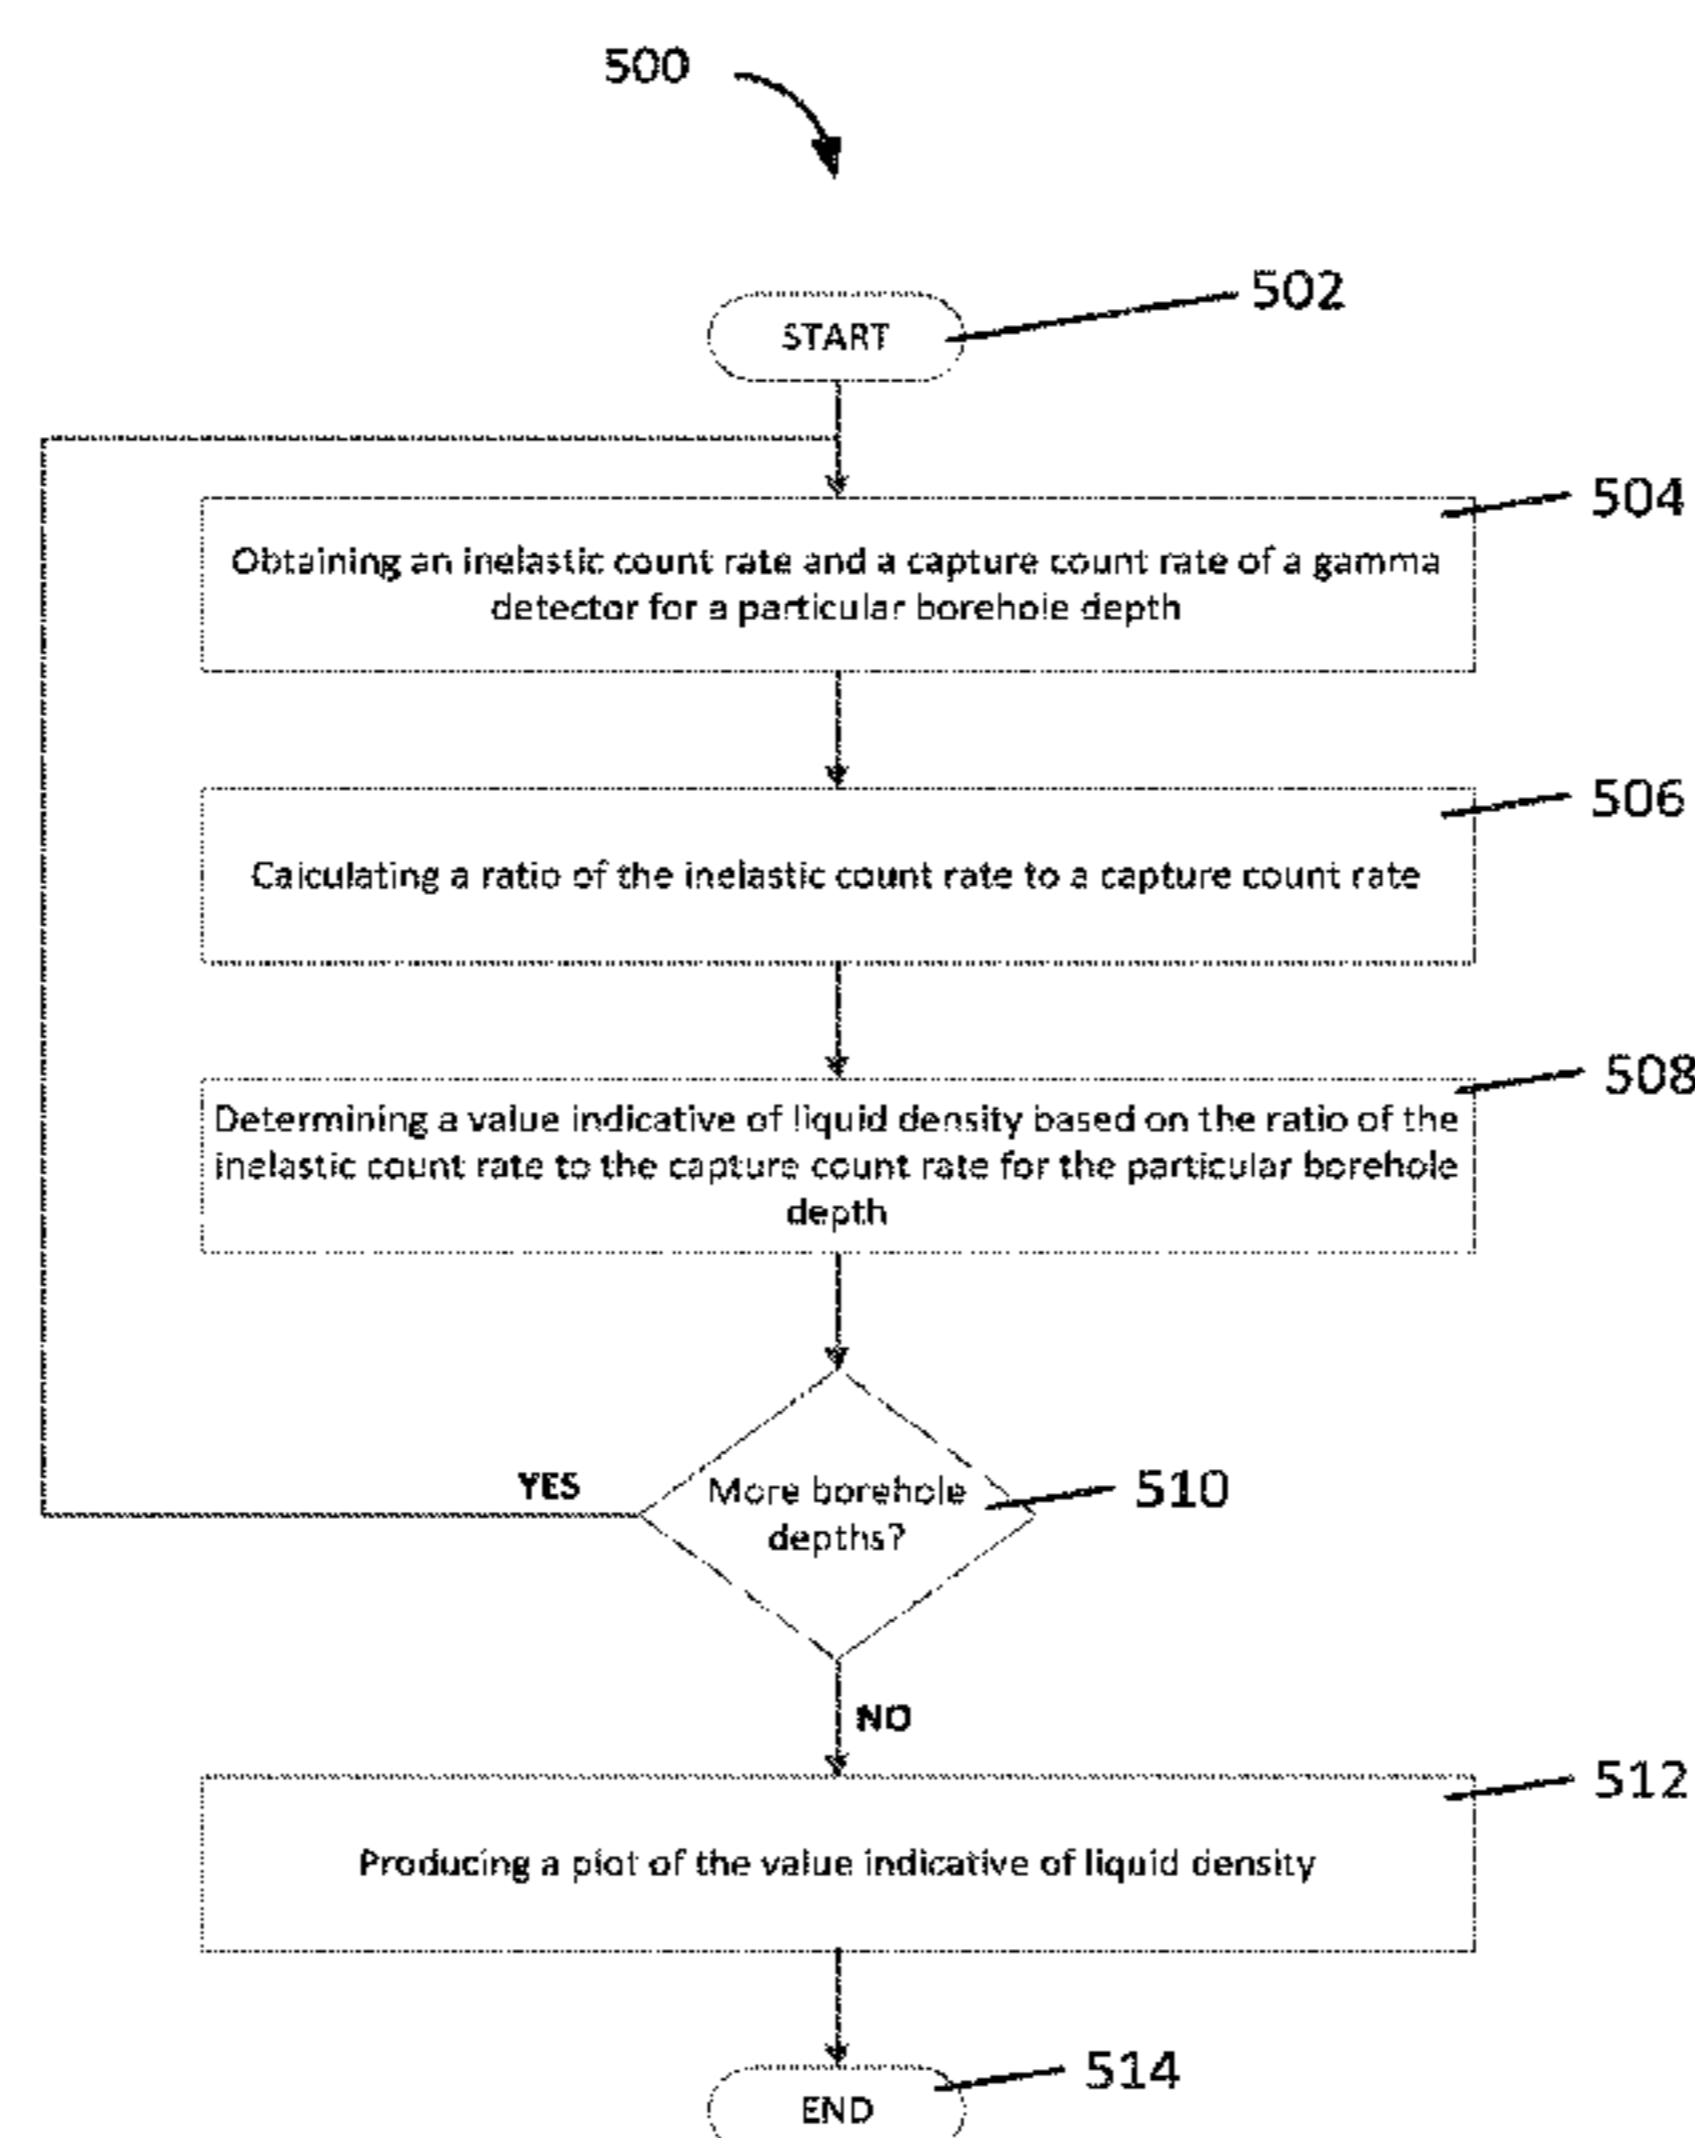 500
START
502
504
Obtaining an inelastic count rate and a capture count rate of a gamma
detector for a particular borehole depth
506
Calculating a ratio of the inelastic count rate to a capture count rate
508
Determining a value indicative of liquid density based on the ratio of the
inelastic count rate to the capture count rate for the particular borehole
depth
YES
More borehole
depths?
510
NO
512
Producing a plot of the value indicative of liquid density
514
END